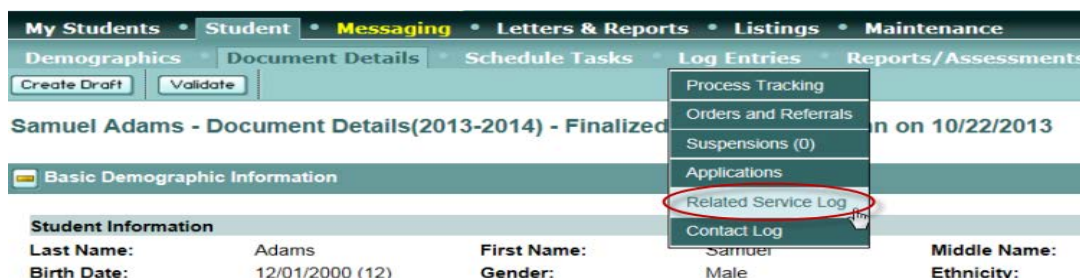 My Students • Student • Messaging • Letters & Reports • Listings • Maintenance
Demographics Document Details Schedule Tasks Log Entries Reports/Assessments
Create Draft Validate
Process Tracking
Orders and Referrals
Samuel Adams - Document Details(2013-2014) - Finalized n on 10/22/2013
Suspensions (0)
Applications
Basic Demographic Information
Related Service Log
Contact Log
Student Information
Last Name: Adams First Name: Samuel Middle Name:
Birth Date: 12/01/2000 (12) Gender: Male Ethnicity: